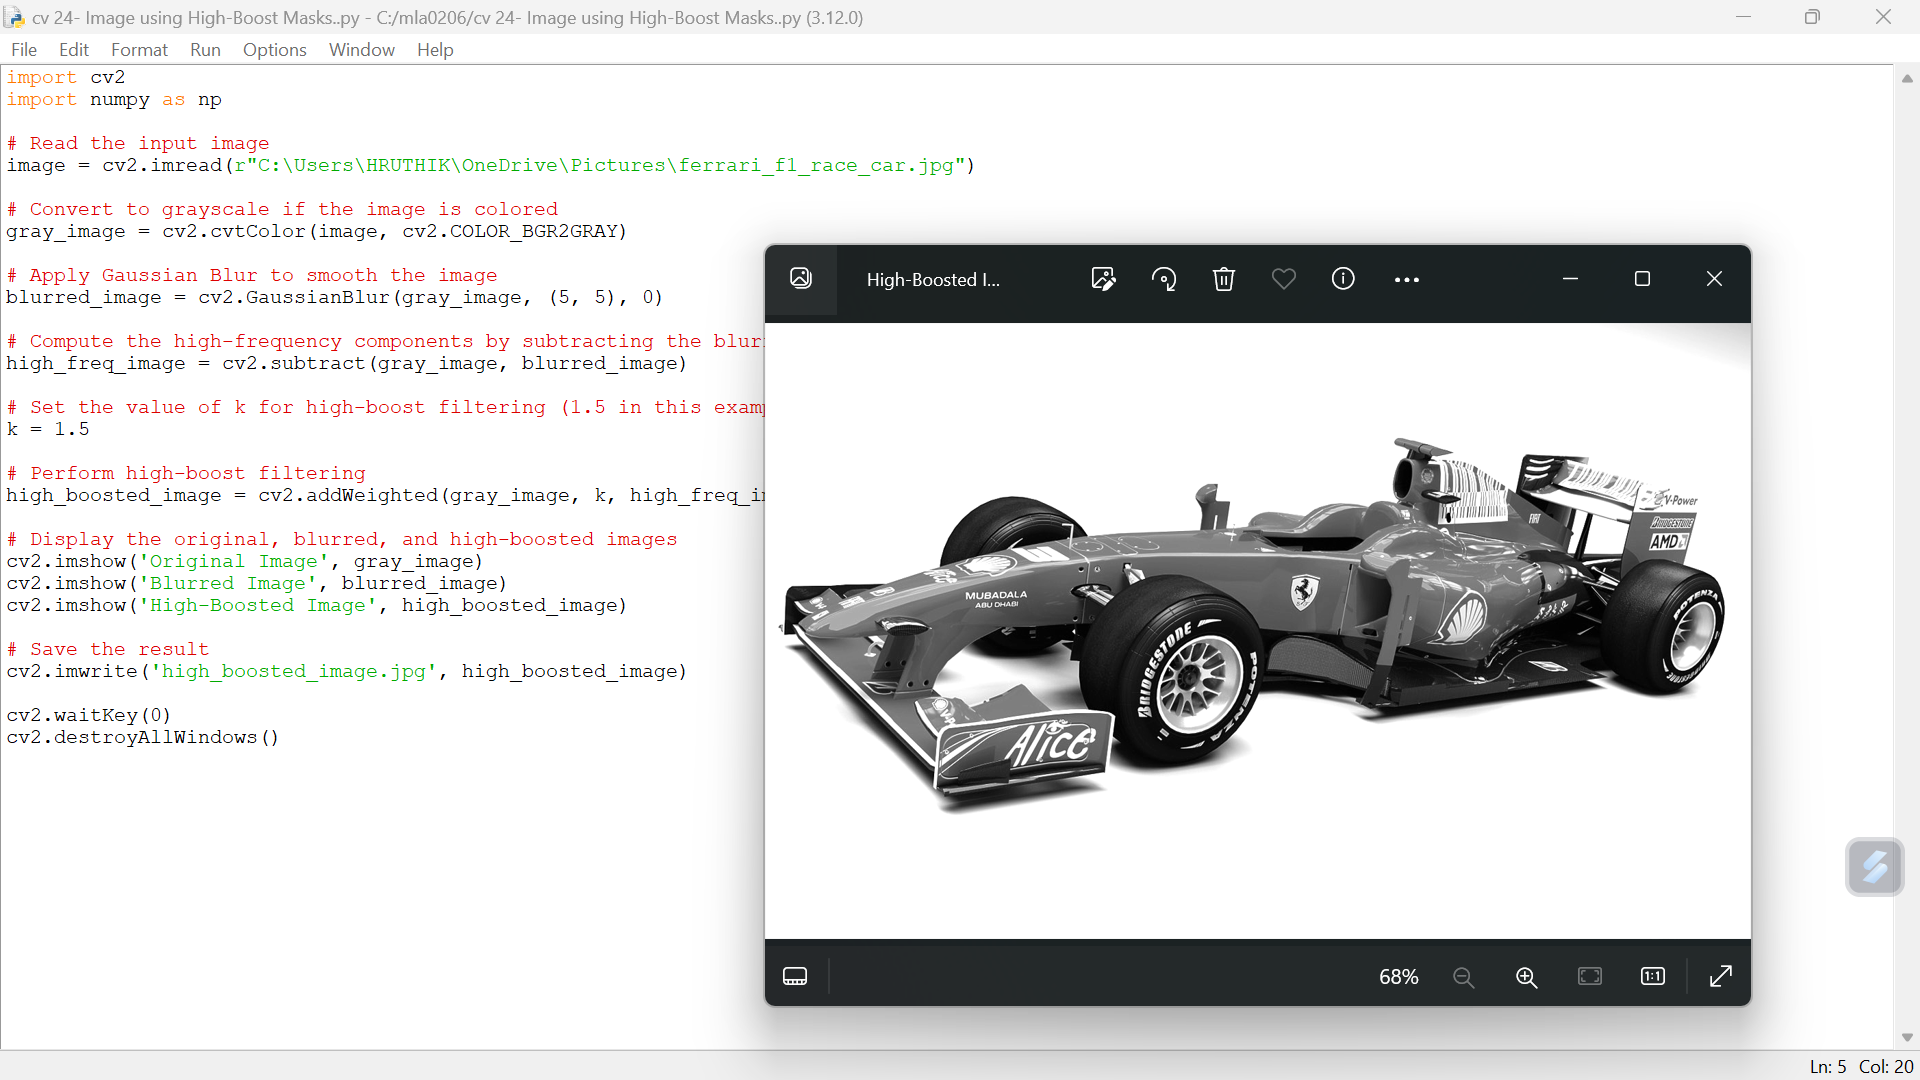 cv 24- Image using High-Boost Masks..py - C:/mla0206/cv 24- Image using High-Boost Masks..py (3.12.0)
File Edit Format Run Options Window Help
import cv2
import numpy as np
# Read the input image
image = cv2.imread(r"C:\Users\HRUTHIK\OneDrive\Pictures\ferrari_f1_race_car.jpg")
# Convert to grayscale if the image is colored
gray_image = cv2.cvtColor(image, cv2.COLOR_BGR2GRAY)
# Apply Gaussian Blur to smooth the image
blurred_image = cv2.GaussianBlur(gray_image, (5, 5), 0)
# Compute the high-frequency components by subtracting the blur
high_freq_image = cv2.subtract(gray_image, blurred_image)
# Set the value of k for high-boost filtering (1.5 in this exam
k = 1.5
# Perform high-boost filtering
high_boosted_image = cv2.addWeighted(gray_image, k, high_freq_i
# Display the original, blurred, and high-boosted images
cv2.imshow('Original Image', gray_image)
cv2.imshow('Blurred Image', blurred_image)
cv2.imshow('High-Boosted Image', high_boosted_image)
# Save the result
cv2.imwrite('high_boosted_image.jpg', high_boosted_image)
cv2.waitKey(0)
cv2.destroyAllWindows()
High-Boosted I...
V-Power
FIAT
BRIDGESTONE
AMD
MUBADALA
ABU DHABI
POTENZA
BRIDGESTONE
POTENZA
Alice
68%
1:1
Ln: 5 Col: 20